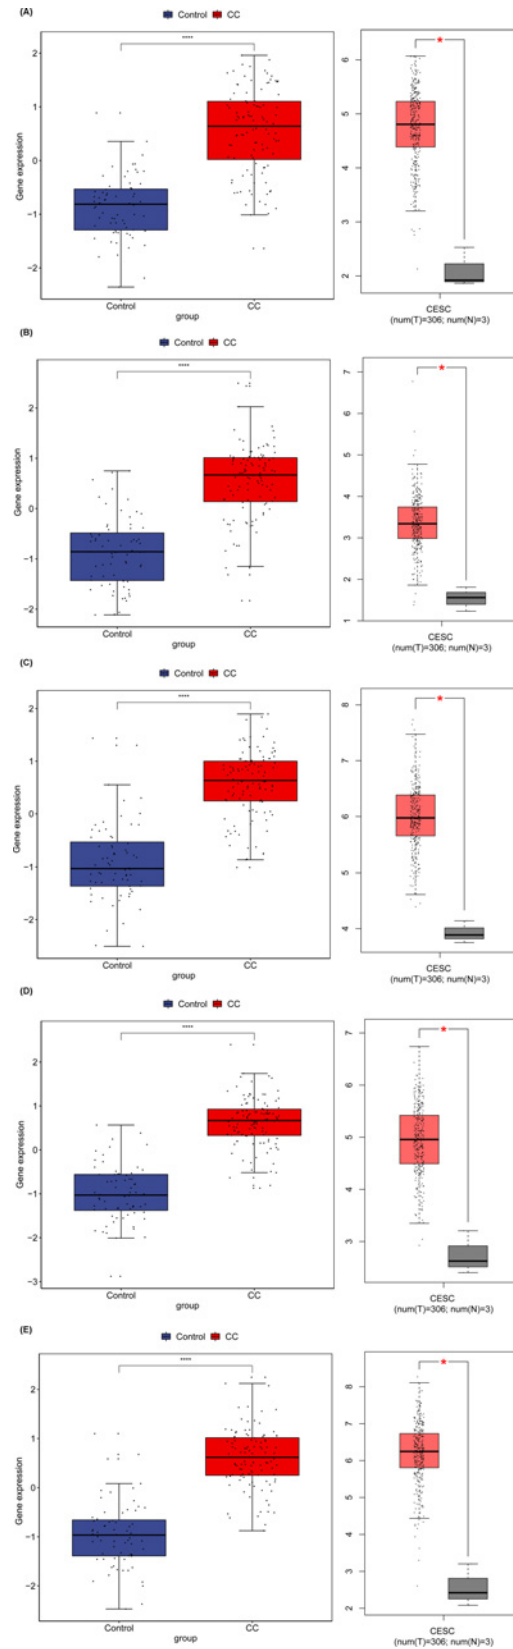 (A)
Control CC
Gene expression
2
1
0
−1
−2
****
Control CC
group
6
5
4
3
2
*
CESC
(num(T)=306; num(N)=3)
(B)
Control CC
Gene expression
2
1
0
−1
−2
****
Control CC
group
7
6
5
4
3
2
1
*
CESC
(num(T)=306; num(N)=3)
(C)
Control CC
Gene expression
2
1
0
−1
−2
****
Control CC
group
8
7
6
5
4
*
CESC
(num(T)=306; num(N)=3)
(D)
Control CC
Gene expression
2
1
0
−1
−2
−3
****
Control CC
group
7
6
5
4
3
*
CESC
(num(T)=306; num(N)=3)
(E)
Control CC
Gene expression
2
1
0
−1
−2
****
Control CC
group
8
7
6
5
4
3
2
*
CESC
(num(T)=306; num(N)=3)